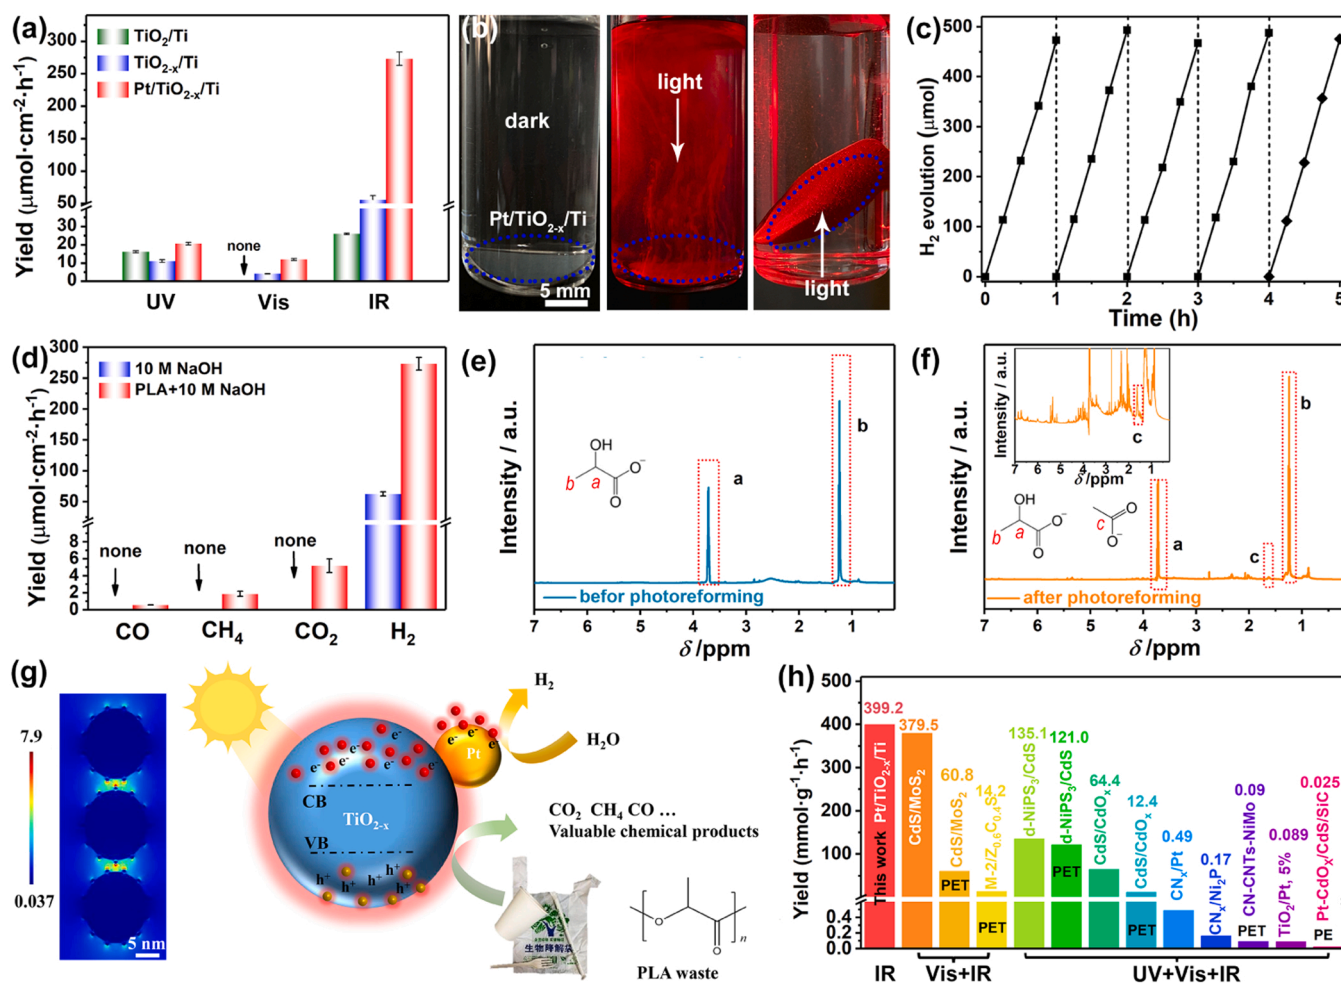 (a)
TiO₂/Ti
TiO₂₋ₓ/Ti
Pt/TiO₂₋ₓ/Ti
Yield (μmol·cm⁻²·h⁻¹)
300
250
200
150
100
50
30
20
10
0
none
UV Vis IR
(b)
dark
Pt/TiO₂₋ₓ/Ti
5 mm
light
light
(c)
H₂ evolution (μmol)
500
400
300
200
100
0
0 1 2 3 4 5
Time (h)
(d)
10 M NaOH
PLA+10 M NaOH
Yield (μmol·cm⁻²·h⁻¹)
300
250
200
150
100
50
8
6
4
2
0
none
none
none
CO CH₄ CO₂ H₂
(e)
Intensity / a.u.
OH
O⁻
O
b
a
a
b
befor photoreforming
7 6 5 4 3 2 1
δ /ppm
(f)
Intensity / a.u.
Intensity / a.u.
c
7 6 5 4 3 2 1
δ /ppm
OH
O⁻
O
b
a
O
c
O⁻
a
c
b
after photoreforming
7 6 5 4 3 2 1
δ /ppm
(g)
7.9
0.037
5 nm
e⁻ e⁻ e⁻ e⁻ e⁻ e⁻
CB
TiO₂₋ₓ
VB
h⁺ h⁺ h⁺ h⁺ h⁺
e⁻ e⁻ e⁻
Pt
H₂
H₂O
CO₂ CH₄ CO ...
Valuable chemical products
生物降解袋
O
O
n
PLA waste
(h)
Yield (mmol·g⁻¹·h⁻¹)
500
400
300
200
100
0.4
0.2
0.0
399.2
This work Pt/TiO₂₋ₓ/Ti
379.5
CdS/MoS₂
60.8
CdS/MoS₂
PET
14.2
M-2/Z₀.₆C₀.₄S
PET
135.1
d-NiPS₃/CdS
121.0
d-NiPS₃/CdS
PET
64.4
CdS/CdOₓ
12.4
CdS/CdOₓ
PET
0.49
CNₓ/Pt
0.17
CNₓ/Ni₂P
0.09
CN-CNTs-NiMo
PET
0.089
TiO₂/Pt, 5%
0.025
Pt-CdOₓ/CdS/SiC
PE
IR Vis+IR UV+Vis+IR